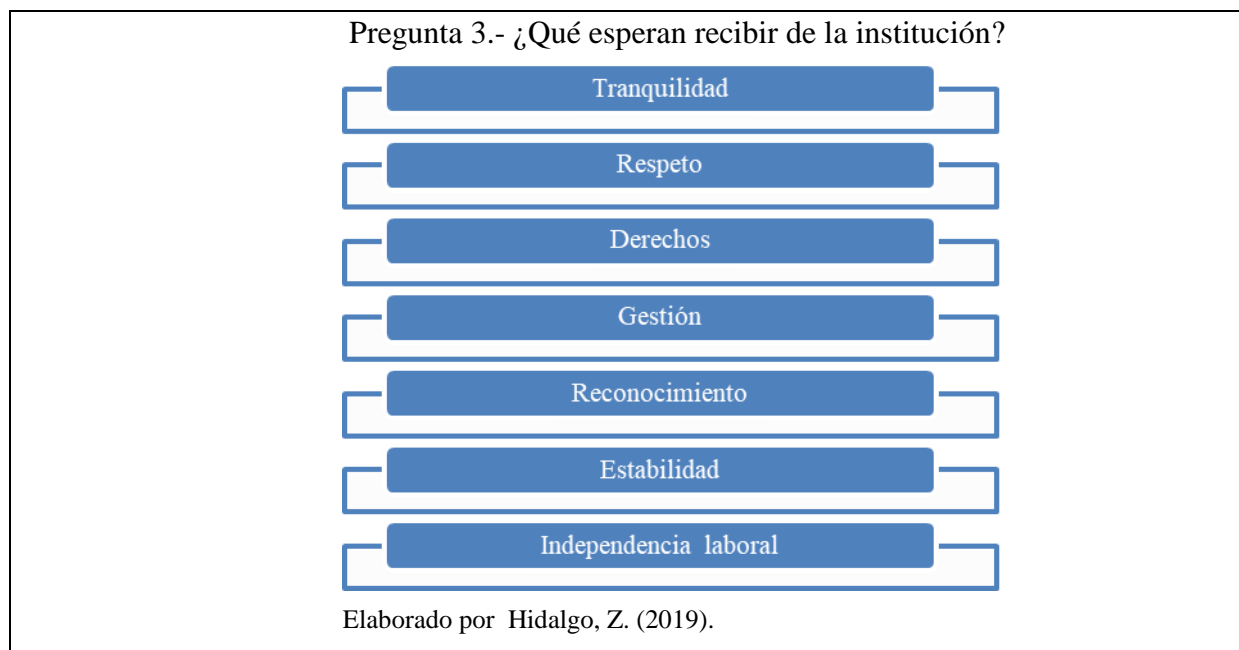 Pregunta 3.- ¿Qué esperan recibir de la institución?
Tranquilidad
Respeto
Derechos
Gestión
Reconocimiento
Estabilidad
Independencia laboral
Elaborado por Hidalgo, Z. (2019).